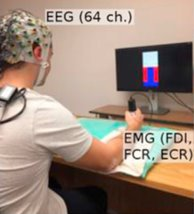 EEG (64 ch.)
EMG (FDI,
FCR, ECR)